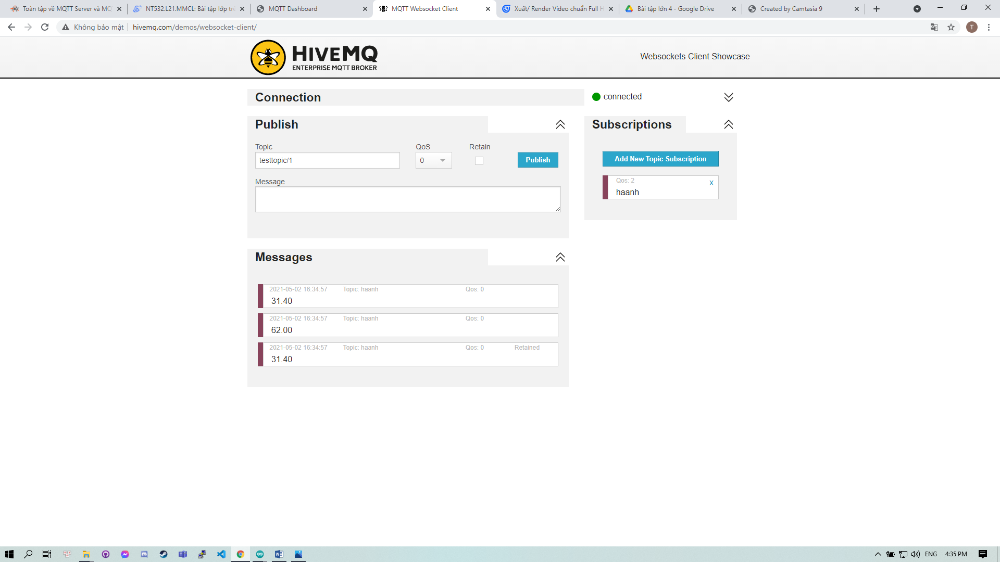 Toàn tập về MQTT Server và MQ
NT532.L21.MMCL: Bài tập lớp trê
MQTT Dashboard
MQTT Websocket Client
Xuất/ Render Video chuẩn Full H
Bài tập lớn 4 - Google Drive
Created by Camtasia 9
Không bảo mật
hivemq.com/demos/websocket-client/
T
HIVEMQ
ENTERPRISE MQTT BROKER
Websockets Client Showcase
Connection
connected
Publish
Subscriptions
Topic
QoS
Retain
testtopic/1
0
Publish
Message
Add New Topic Subscription
Qos: 2
x
haanh
Messages
2021-05-02 16:34:57 Topic: haanh Qos: 0
31.40
2021-05-02 16:34:57 Topic: haanh Qos: 0
62.00
2021-05-02 16:34:57 Topic: haanh Qos: 0 Retained
31.40
ENG
4:35 PM